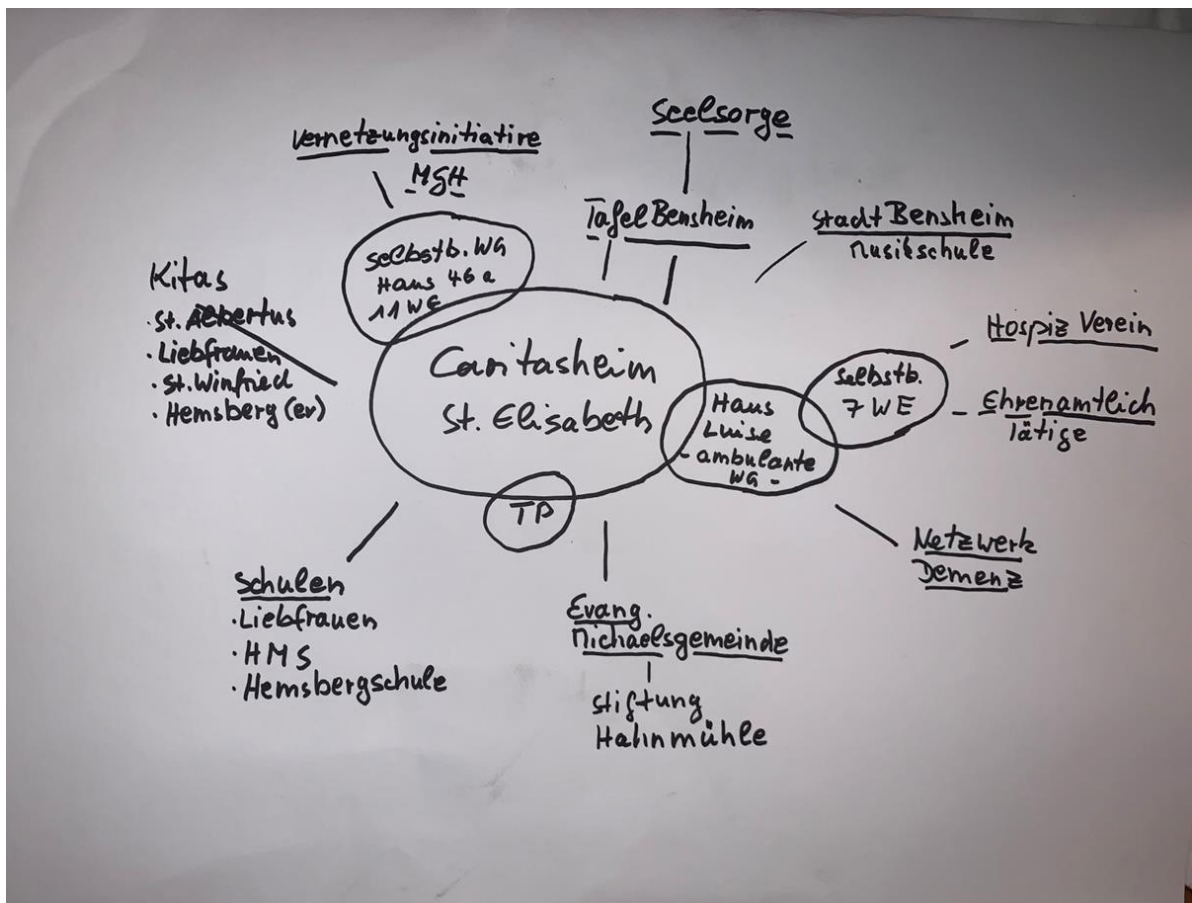 Seelsorge
Vernetzungsinitiative
MGH
Tafel Bensheim
Stadt Bensheim
Musikschule
Selbstb. WG
Haus 46 a
11 WE
Kitas
· St. Albertus
· Liebfrauen
· St. Winfried
· Hemsberg (ev)
Caritasheim
St. Elisabeth
Haus
Luise
- ambulante
WG -
Selbstb.
7 WE
Hospiz Verein
Ehrenamtlich
Tätige
TP
Netzwerk
Demenz
Schulen
· Liebfrauen
· HMS
· Hemsbergschule
Evang.
Michaelsgemeinde
Stiftung
Hahnmühle